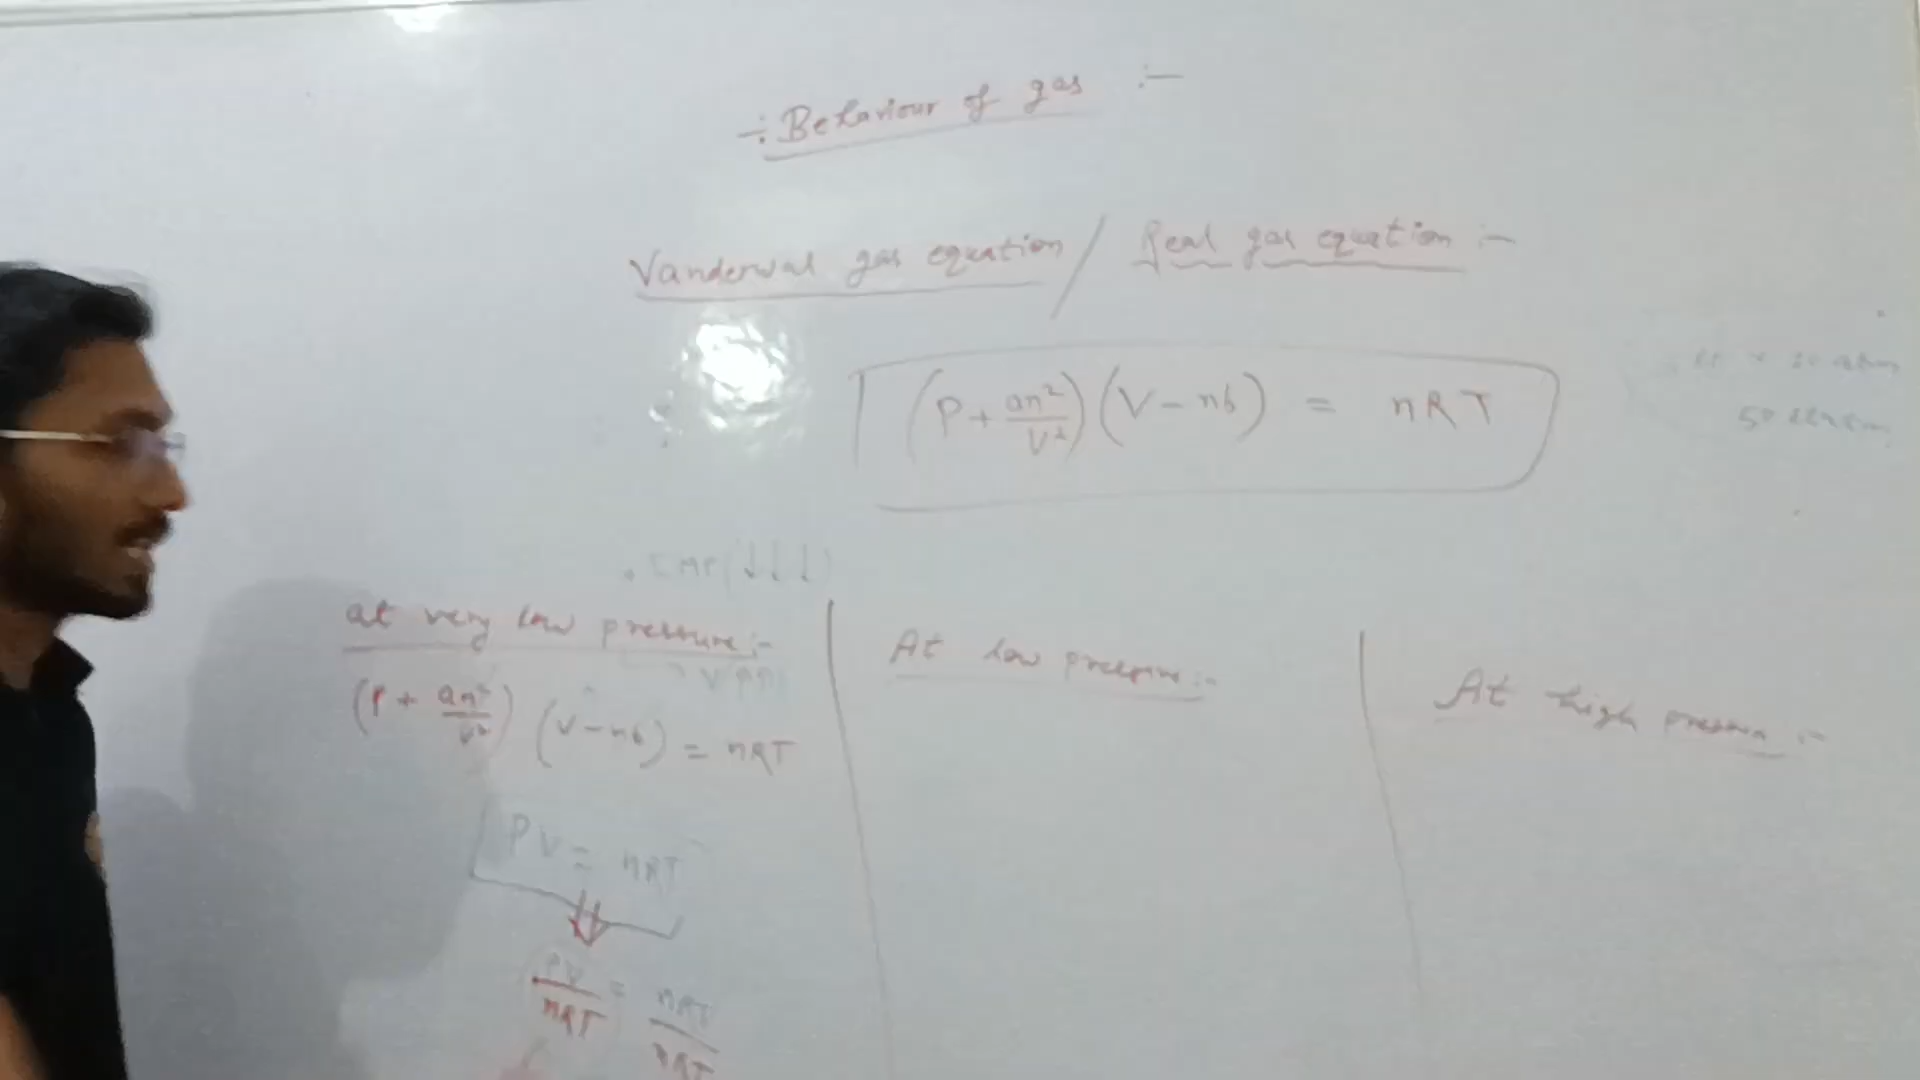 ÷ Behaviour of gas :-
Vanderwal gas equation / Real gas equation :-
(P + an²/V²) (V - nb) = nRT
at very low pressure :-
(P + an²/V²) (V - nb) = nRT
PV = nRT
PV/nRT = nRT/nRT
At low pressure :-
At high pressure :-